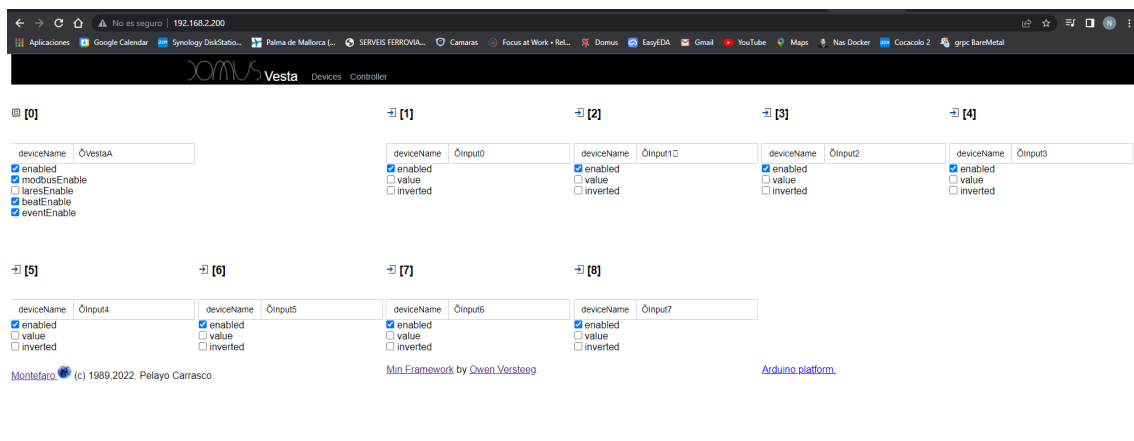 No es seguro | 192.168.2.200
Aplicaciones Google Calendar Synology DiskStatio... Palma de Mallorca (... SERVEIS FERROVIA... Camaras Focus at Work • Rel... Domus EasyEDA Gmail YouTube Maps Nas Docker Cocacolo 2 grpc BareMetal
DOMUS Vesta Devices Controller
[0] [1] [2] [3] [4]
deviceName ÕVestaA deviceName ÕInput0 deviceName ÕInput1 deviceName ÕInput2 deviceName ÕInput3
enabled enabled enabled enabled enabled
modbusEnable value value value value
laresEnable inverted inverted inverted inverted
beatEnable
eventEnable
[5] [6] [7] [8]
deviceName ÕInput4 deviceName ÕInput5 deviceName ÕInput6 deviceName ÕInput7
enabled enabled enabled enabled
value value value value
inverted inverted inverted inverted
Montefaro (c) 1989,2022. Pelayo Carrasco. Min Framework by Owen Versteeg. Arduino platform.